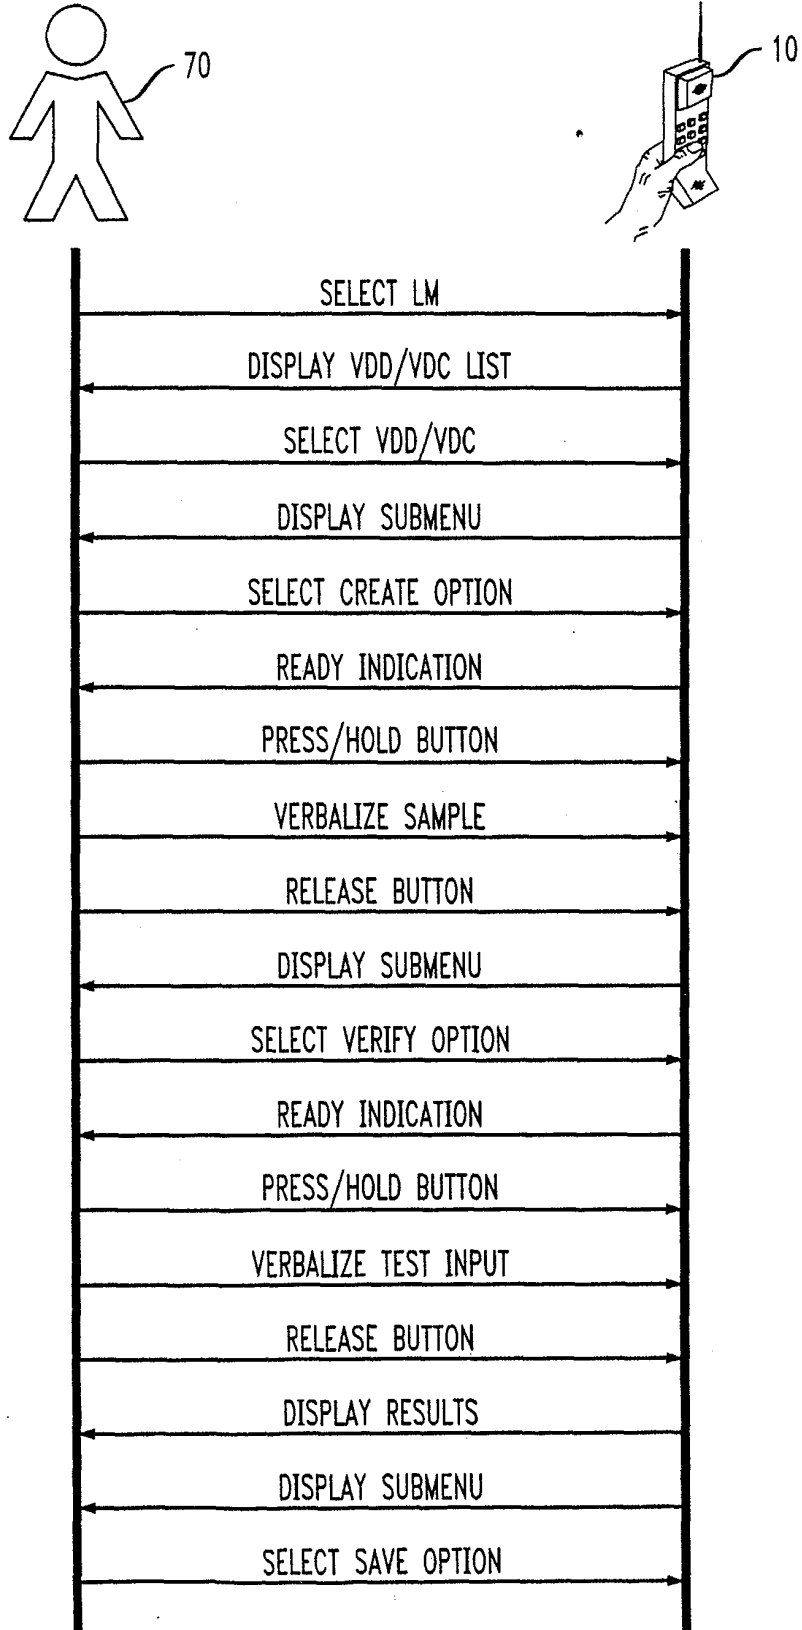 70
10
SELECT LM
DISPLAY VDD/VDC LIST
SELECT VDD/VDC
DISPLAY SUBMENU
SELECT CREATE OPTION
READY INDICATION
PRESS/HOLD BUTTON
VERBALIZE SAMPLE
RELEASE BUTTON
DISPLAY SUBMENU
SELECT VERIFY OPTION
READY INDICATION
PRESS/HOLD BUTTON
VERBALIZE TEST INPUT
RELEASE BUTTON
DISPLAY RESULTS
DISPLAY SUBMENU
SELECT SAVE OPTION